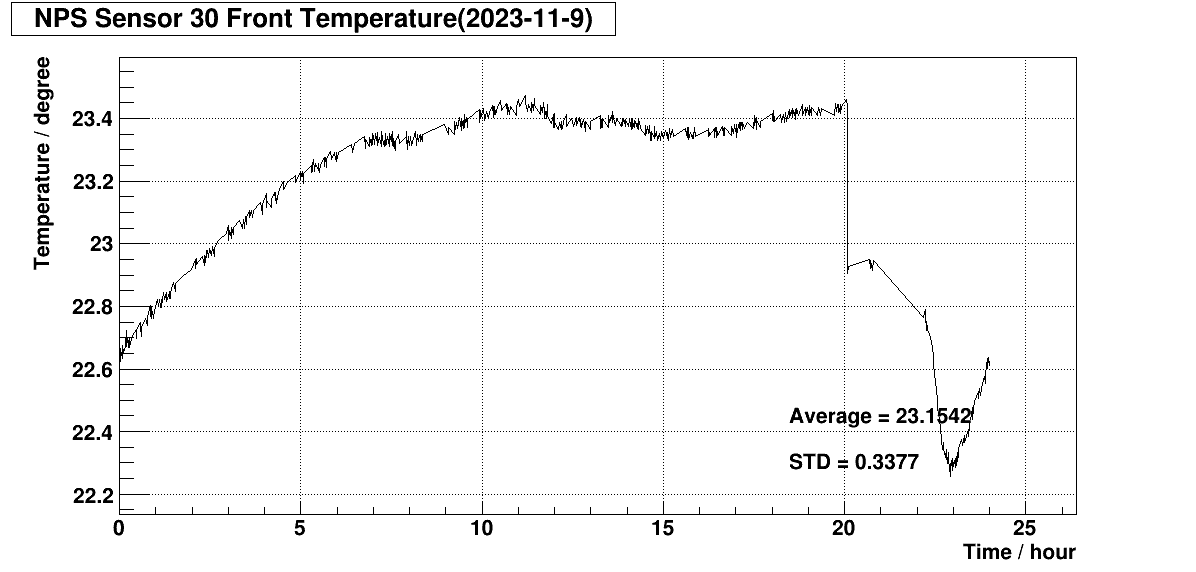 NPS Sensor 30 Front Temperature(2023-11-9)
Temperature / degree
23.4
23.2
23
22.8
22.6
22.4
22.2
Average = 23.1542
STD = 0.3377
0 5 10 15 20 25
Time / hour